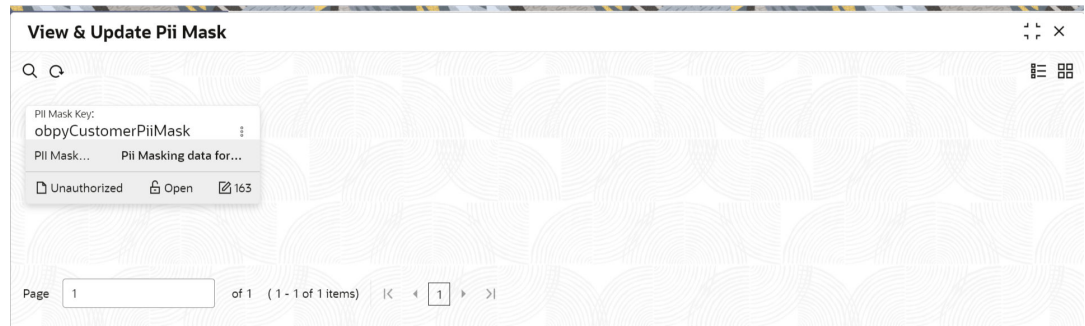 View & Update Pii Mask
PII Mask Key:
obpyCustomerPiiMask
PII Mask... Pii Masking data for...
Unauthorized Open 163
Page 1 of 1 ( 1 - 1 of 1 items) 1